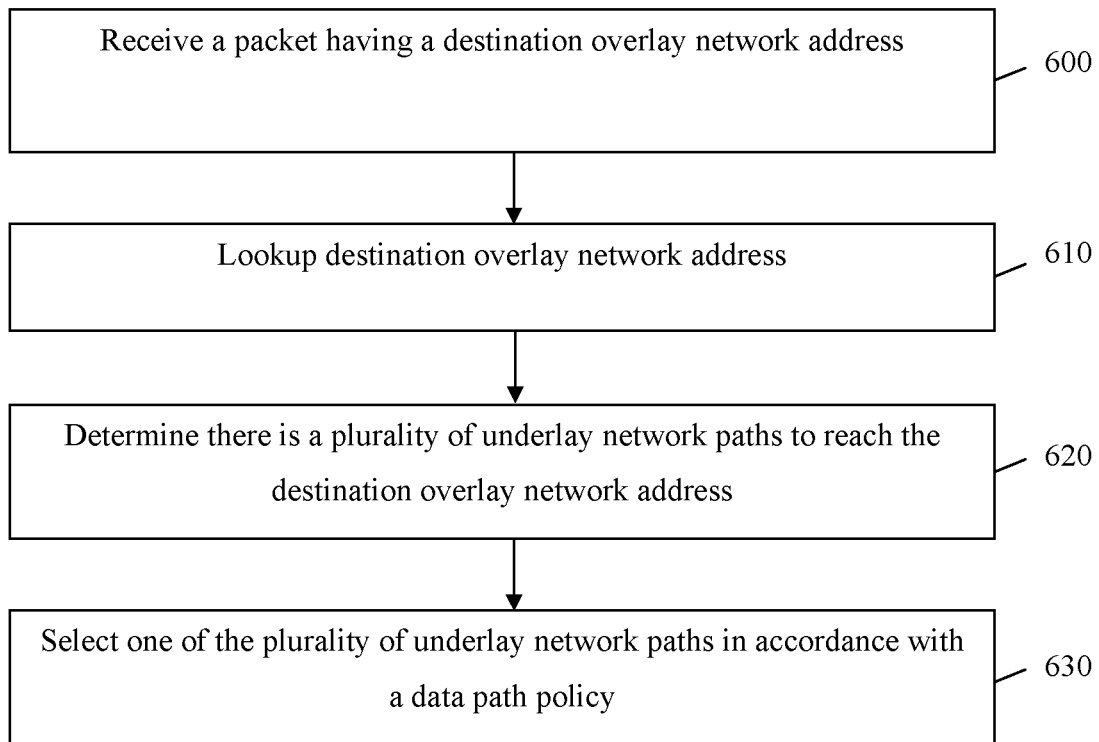 Receive a packet having a destination overlay network address
600
Lookup destination overlay network address
610
Determine there is a plurality of underlay network paths to reach the
destination overlay network address
620
Select one of the plurality of underlay network paths in accordance with
a data path policy
630